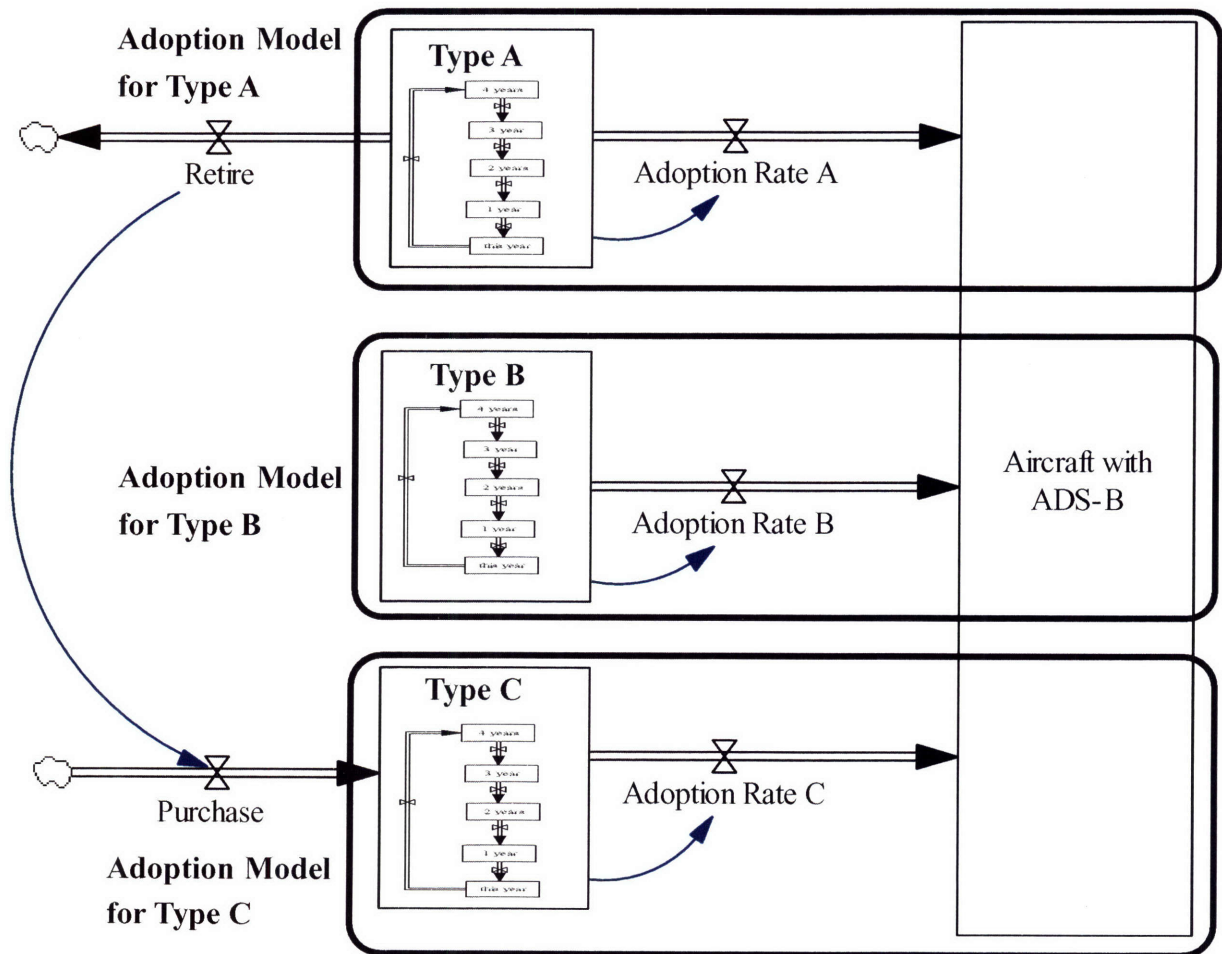 Adoption Model
for Type A
Type A
4 years
3 year
2 years
1 year
this year
Retire
Adoption Rate A
Type B
4 years
3 year
2 years
1 year
this year
Adoption Model
for Type B
Adoption Rate B
Aircraft with
ADS-B
Type C
4 years
3 year
2 years
1 year
this year
Purchase
Adoption Rate C
Adoption Model
for Type C